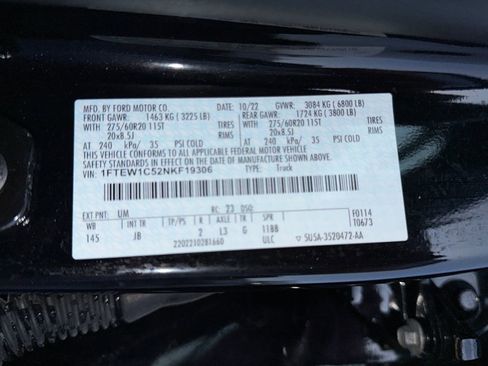 MFD. BY FORD MOTOR CO. 10/22 GVWR: 3084 KG ( 6800 LB)
FRONT GAWR: 1463 KG ( 3225 LB) REAR GAWR: 1724 KG ( 3800 LB)
WITH 275/60R20 115T TIRES WITH 275/60R20 115T TIRES
20x8.5J RIMS 20x8.5J RIMS
AT 240 kPa/ 35 PSI COLD AT 240 kPa/ 35 PSI COLD
THIS VEHICLE CONFORMS TO ALL APPLICABLE FEDERAL MOTOR VEHICLE
SAFETY STANDARDS IN EFFECT ON THE DATE OF MANUFACTURE SHOWN ABOVE.
VIN: 1FTEW1C52NKF19306 TYPE: Truck
EXT PNT: UM RC: 23 DSO: F0114
WB INT TR TP/PS R AXLE TR SPR T0673
145 JB 2 L3 G 11BB
2202210281660 ULC 5U5A-3520472-AA